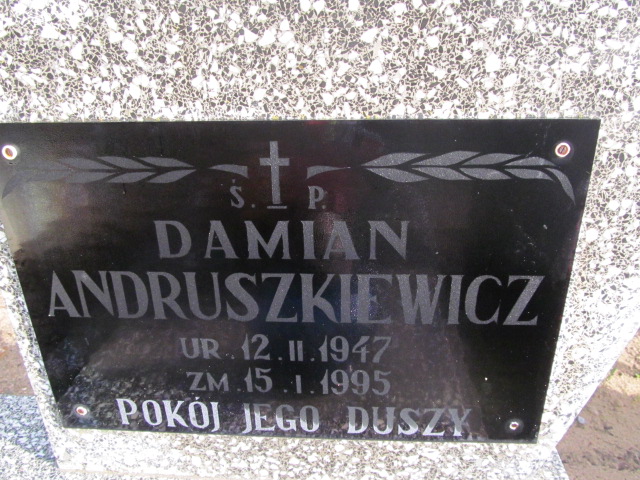 Ś. P.
DAMIAN
ANDRUSZKIEWICZ
UR. 12. II. 1947
ZM 15. I. 1995
POKÓJ JEGO DUSZY